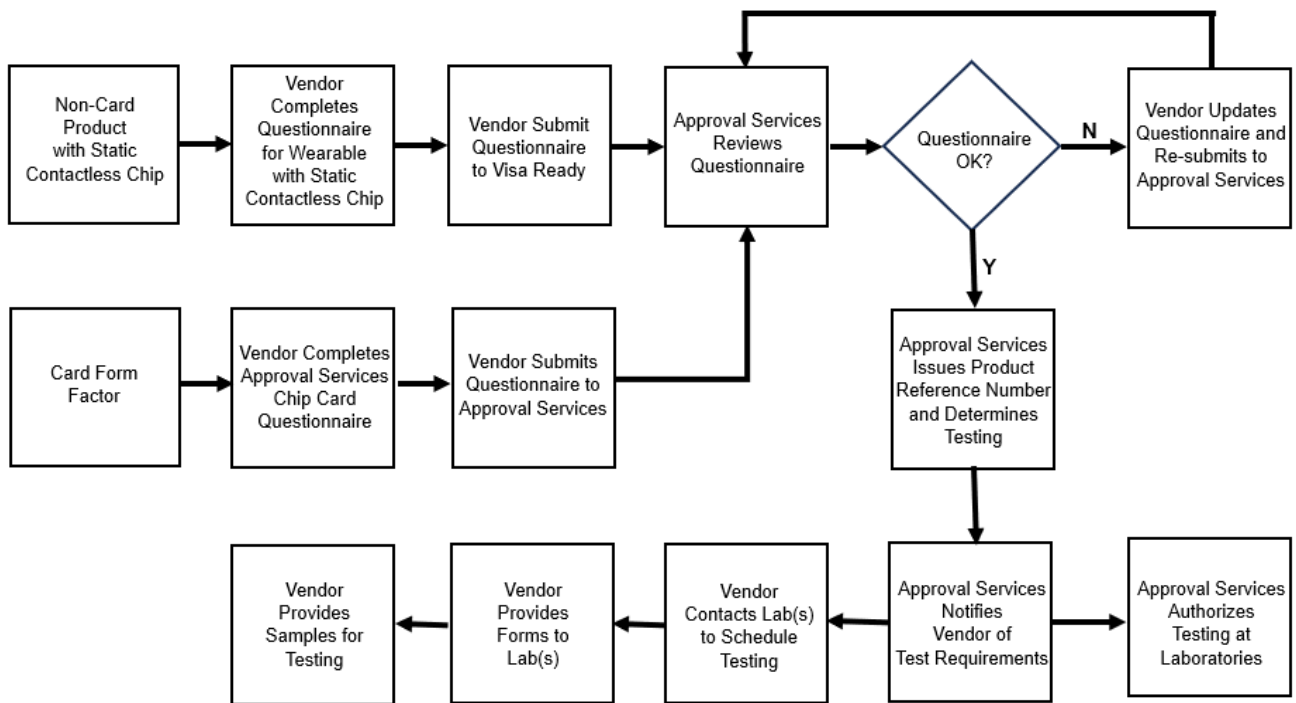 Non-Card
Product
with Static
Contactless Chip
Vendor
Completes
Questionnaire
for Wearable
with Static
Contactless Chip
Vendor Submit
Questionnaire
to Visa Ready
Approval Services
Reviews
Questionnaire
Questionnaire
OK?
N
Vendor Updates
Questionnaire and
Re-submits to
Approval Services
Y
Card Form
Factor
Vendor Completes
Approval Services
Chip Card
Questionnaire
Vendor Submits
Questionnaire to
Approval Services
Approval Services
Issues Product
Reference Number
and Determines
Testing
Vendor
Provides
Samples for
Testing
Vendor
Provides
Forms to
Lab(s)
Vendor
Contacts Lab(s)
to Schedule
Testing
Approval Services
Notifies
Vendor of
Test Requirements
Approval Services
Authorizes
Testing at
Laboratories